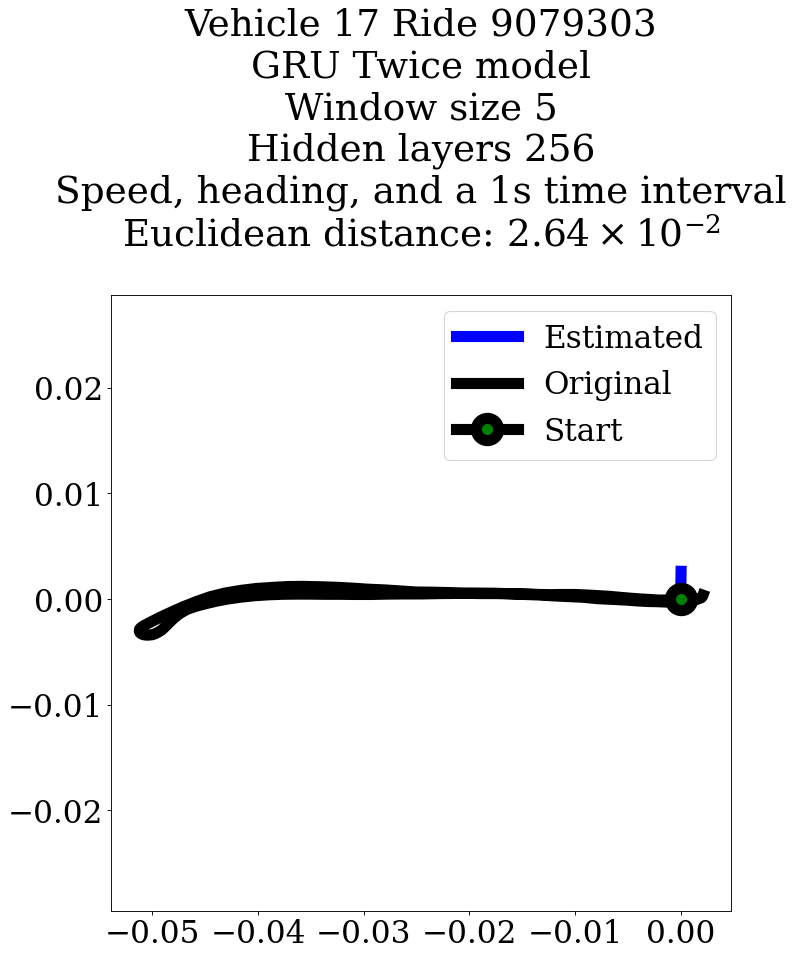 Vehicle 17 Ride 9079303
GRU Twice model
Window size 5
Hidden layers 256
Speed, heading, and a 1s time interval
Euclidean distance: 2.64 × 10⁻²
Estimated
Original
Start
0.02
0.01
0.00
−0.01
−0.02
−0.05 −0.04 −0.03 −0.02 −0.01 0.00